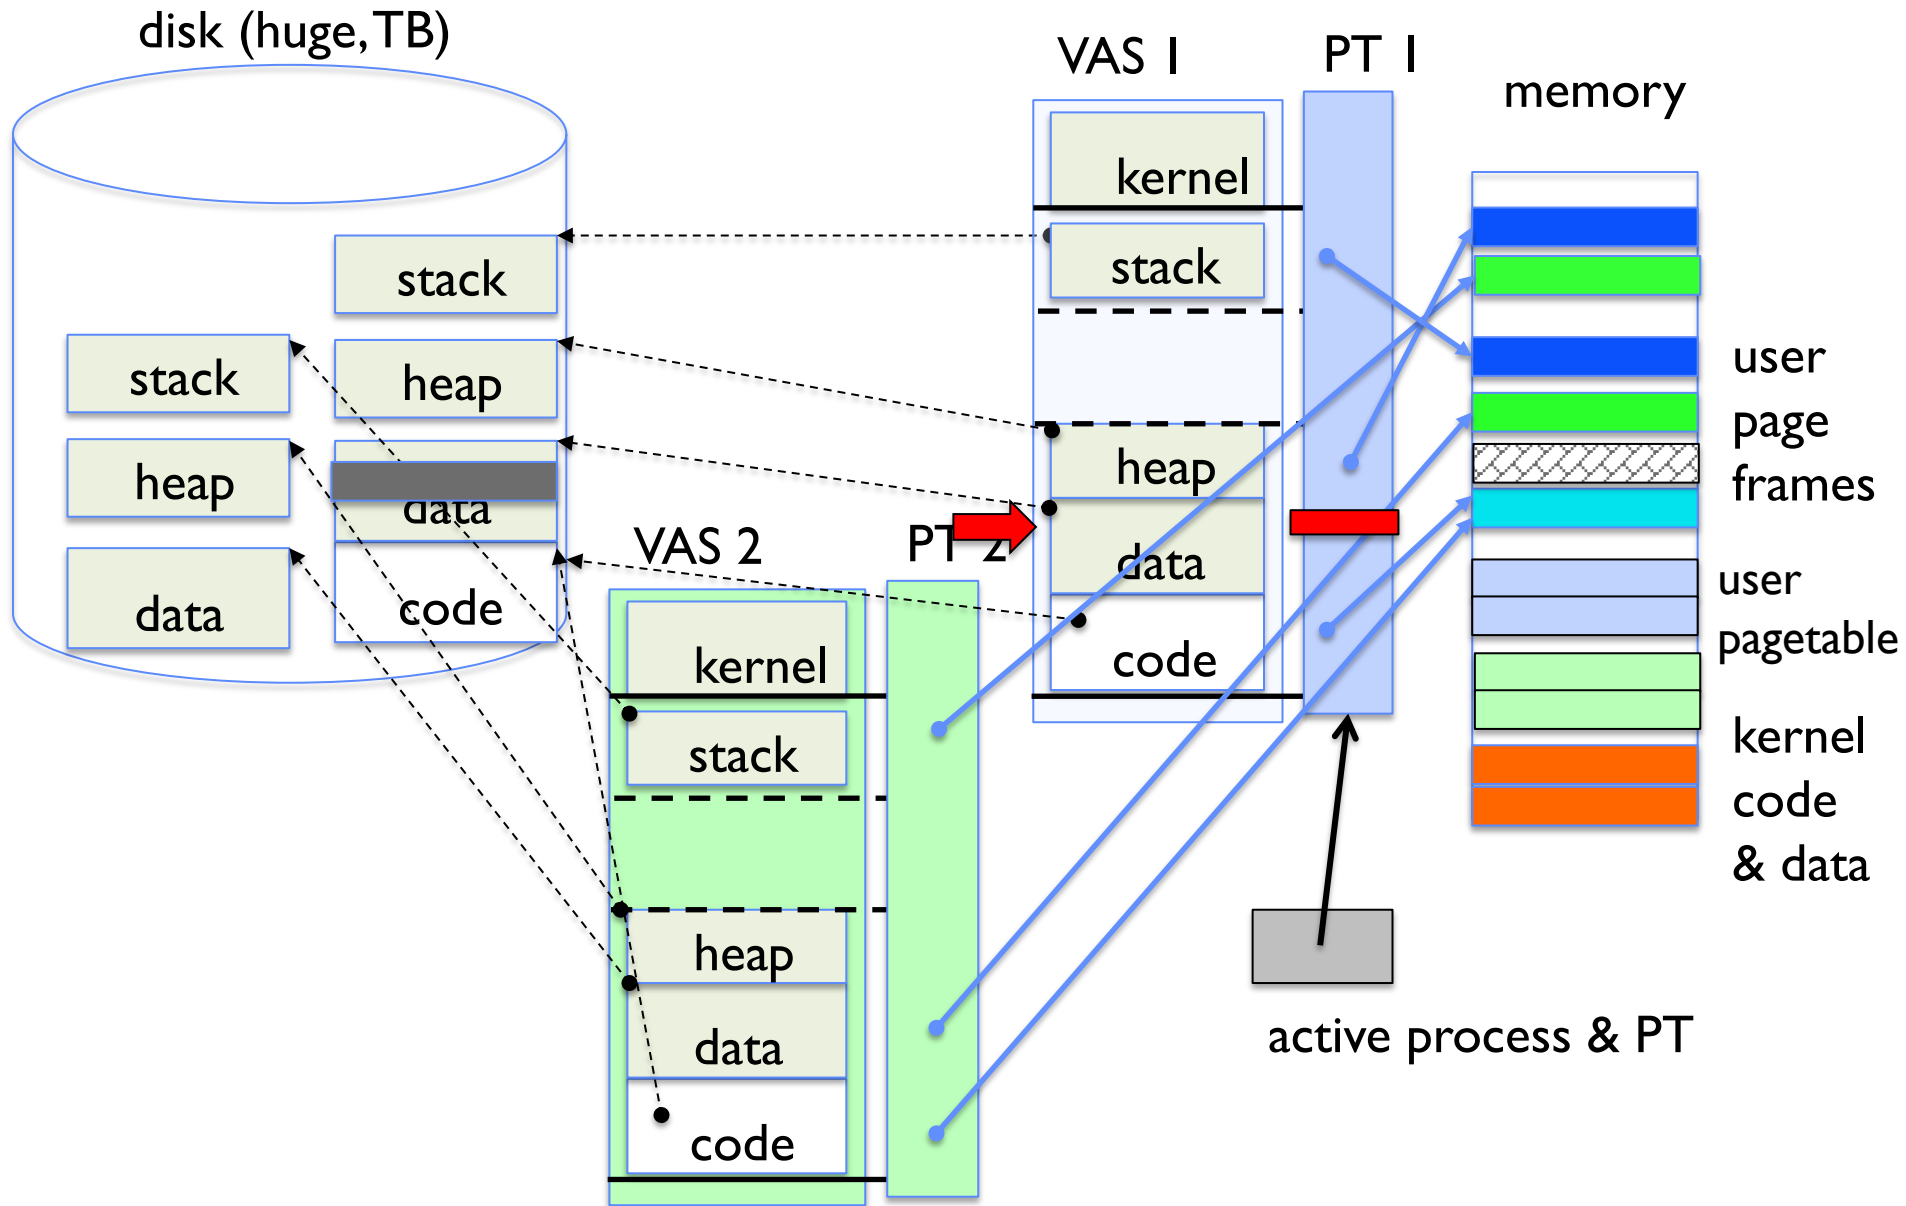 disk (huge, TB)
stack
heap
data
code
stack
heap
data
VAS 1
PT 1
kernel
stack
heap
data
code
VAS 2
PT 2
kernel
stack
heap
data
code
memory
user
page
frames
user
pagetable
kernel
code
& data
active process & PT